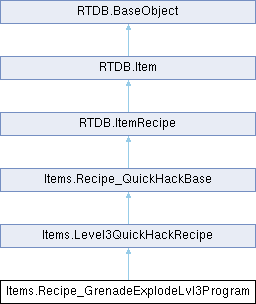 RTDB.BaseObject
RTDB.Item
RTDB.ItemRecipe
Items.Recipe_QuickHackBase
Items.Level3QuickHackRecipe
Items.Recipe_GrenadeExplodeLvl3Program